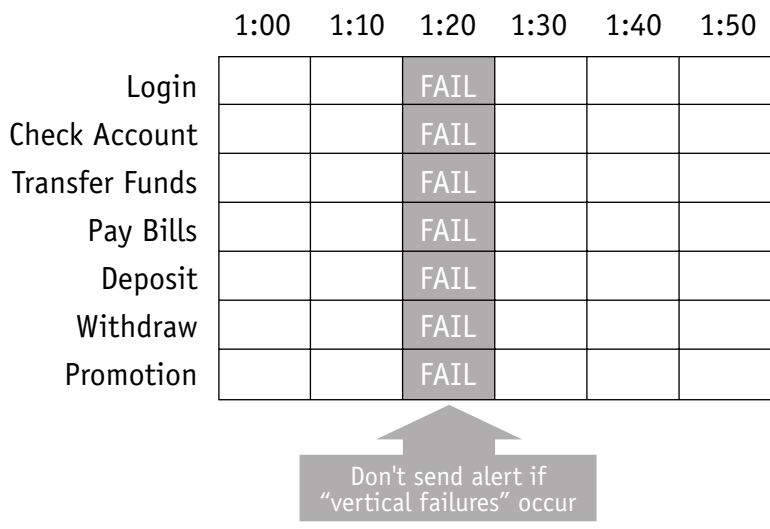 1:00 1:10 1:20 1:30 1:40 1:50
Login FAIL
Check Account FAIL
Transfer Funds FAIL
Pay Bills FAIL
Deposit FAIL
Withdraw FAIL
Promotion FAIL
Don't send alert if
“vertical failures” occur